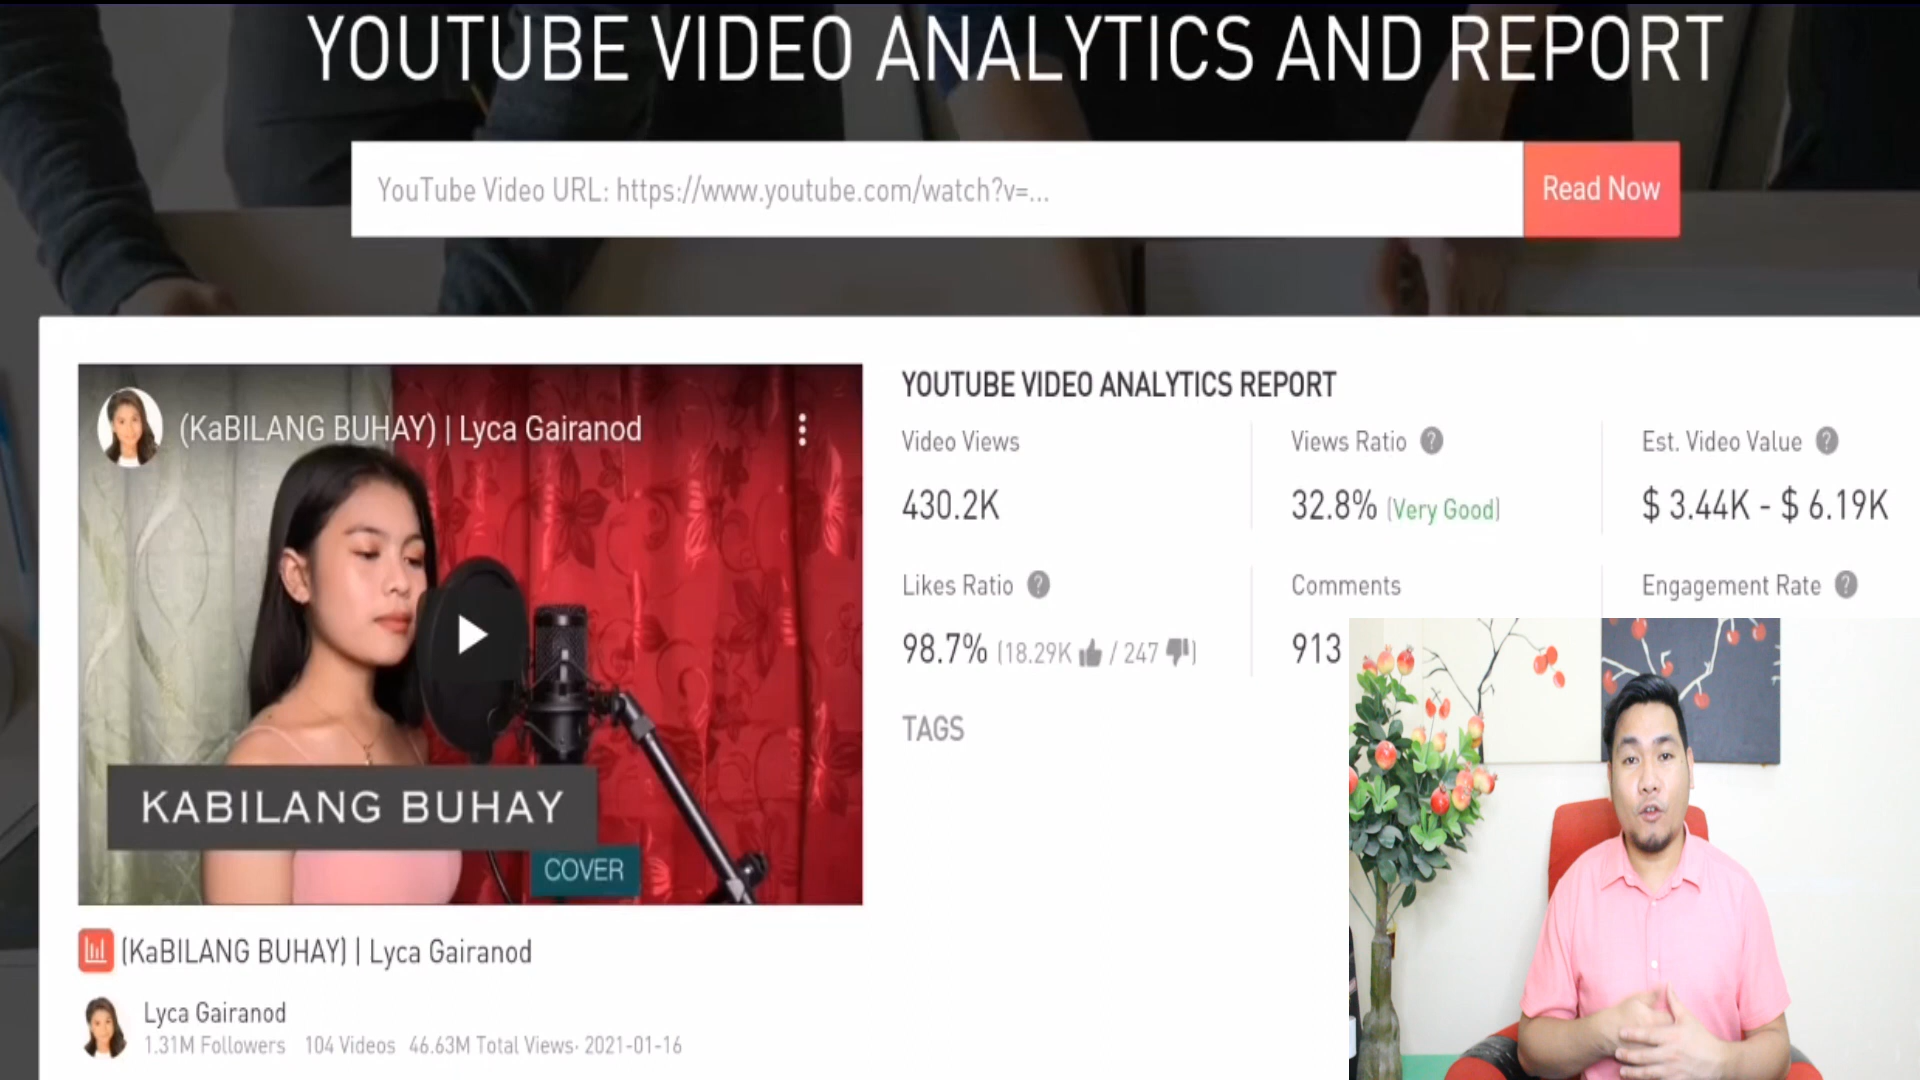 YOUTUBE VIDEO ANALYTICS AND REPORT
YouTube Video URL: https://www.youtube.com/watch?v=...
Read Now
(KaBILANG BUHAY) | Lyca Gairanod
KABILANG BUHAY
COVER
(KaBILANG BUHAY) | Lyca Gairanod
Lyca Gairanod
1.31M Followers 104 Videos 46.63M Total Views· 2021-01-16
YOUTUBE VIDEO ANALYTICS REPORT
Video Views
430.2K
Views Ratio ?
32.8% (Very Good)
Est. Video Value ?
$ 3.44K - $ 6.19K
Likes Ratio ?
98.7% (18.29K / 247 )
Comments
913
Engagement Rate ?
TAGS